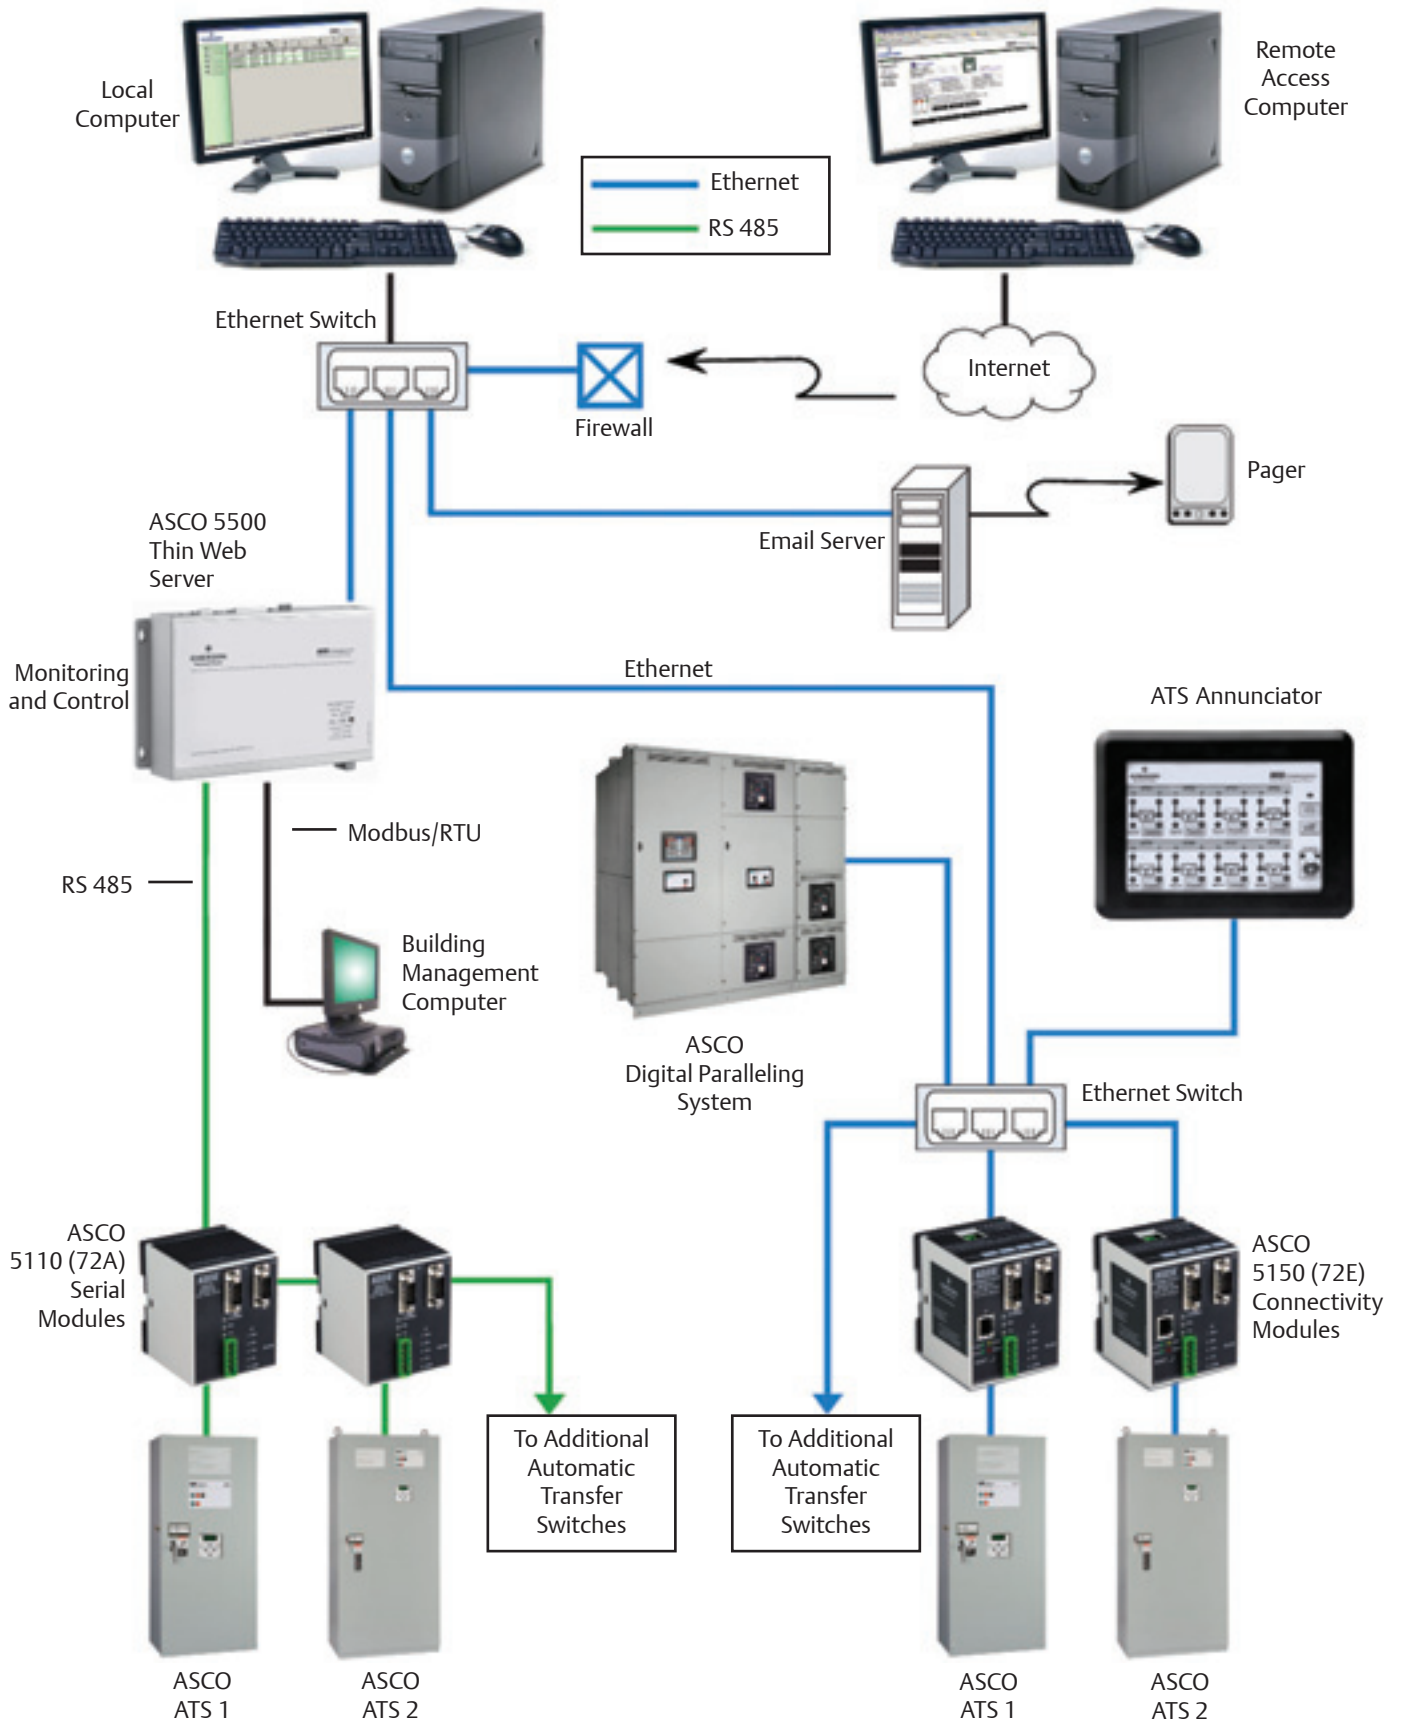 Local
Computer
Remote
Access
Computer
Ethernet
RS 485
Ethernet Switch
Internet
Firewall
Pager
ASCO 5500
Thin Web
Server
Email Server
Monitoring
and Control
Ethernet
ATS Annunciator
Modbus/RTU
RS 485
Building
Management
Computer
ASCO
Digital Paralleling
System
Ethernet Switch
ASCO
5110 (72A)
Serial
Modules
ASCO
5150 (72E)
Connectivity
Modules
To Additional
Automatic
Transfer
Switches
To Additional
Automatic
Transfer
Switches
ASCO
ATS 1
ASCO
ATS 2
ASCO
ATS 1
ASCO
ATS 2